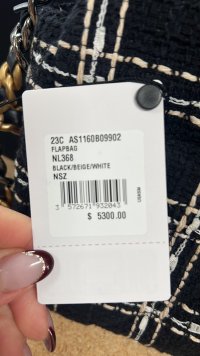 23C AS1160B09902
FLAPBAG
NL368
BLACK/BEIGE/WHITE
NSZ
3 572671 932043
$ 5300.00